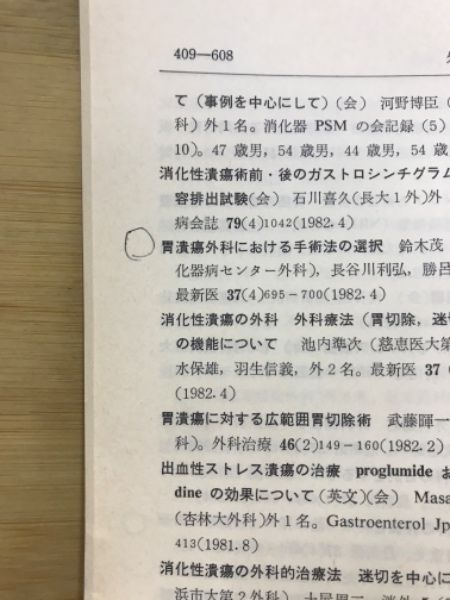 409—608
て（事例を中心にして）（会） 河野博臣（
科）外1名。消化器 PSM の会記録（5）
10)。47 歳男，54 歳男，44 歳男，54 歳
消化性潰瘍術前・後のガストロシンチグラム
容排出試験(会) 石川喜久(長大1外)外
病会誌 79(4)1042(1982.4)
胃潰瘍外科における手術法の選択 鈴木茂
化器病センター外科)，長谷川利弘，勝呂
最新医 37(4)695－700(1982.4)
消化性潰瘍の外科 外科療法（胃切除，迷切
の機能について 池内準次（慈恵医大第
水保雄，羽生信義，外2名。最新医 37
(1982.4)
胃潰瘍に対する広範囲胃切除術 武藤暉一
科)。外科治療 46(2)149－160(1982.2)
出血性ストレス潰瘍の治療 proglumide お
dine の効果について(英文)(会) Masa
(杏林大外科)外1名。Gastroenterol Jp
413(1981.8)
消化性潰瘍の外科的治療法 迷切を中心に
浜市大第2外科)